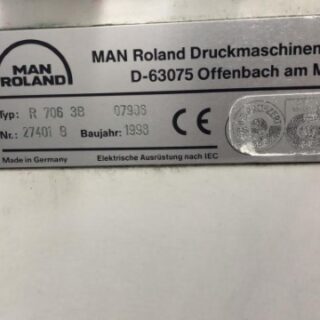 MAN
ROLAND
MAN Roland Druckmaschinen
D-63075 Offenbach am M
Typ: R 706 3B
Nr.: 27401 B Baujahr: 1998
Made in Germany Elektrische Ausrüstung nach IEC
CE